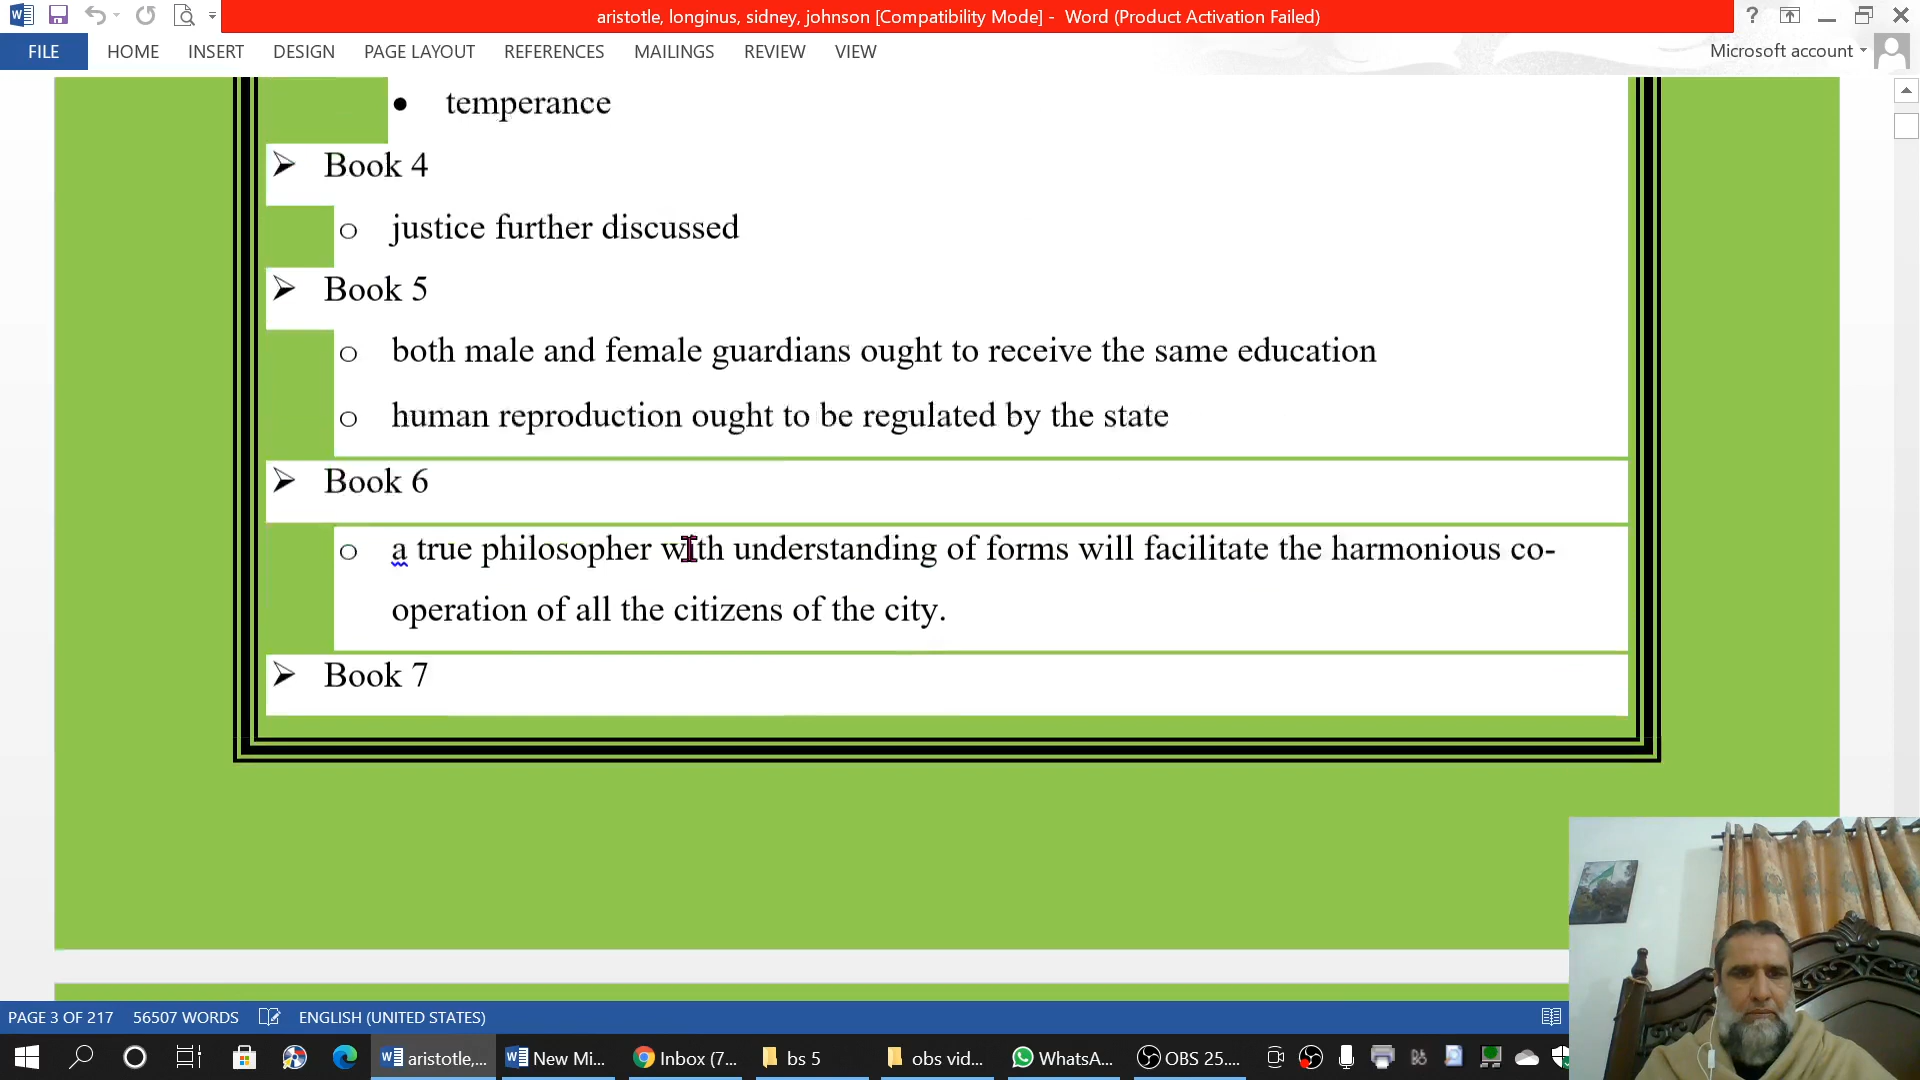 aristotle, longinus, sidney, johnson [Compatibility Mode] - Word (Product Activation Failed)
?
FILE HOME INSERT DESIGN PAGE LAYOUT REFERENCES MAILINGS REVIEW VIEW Microsoft account
• temperance
➢ Book 4
o justice further discussed
➢ Book 5
o both male and female guardians ought to receive the same education
o human reproduction ought to be regulated by the state
➢ Book 6
o a true philosopher with understanding of forms will facilitate the harmonious co-
operation of all the citizens of the city.
➢ Book 7
PAGE 3 OF 217 56507 WORDS ENGLISH (UNITED STATES)
aristotle,... New Mi... Inbox (7... bs 5 obs vid... WhatsA... OBS 25....